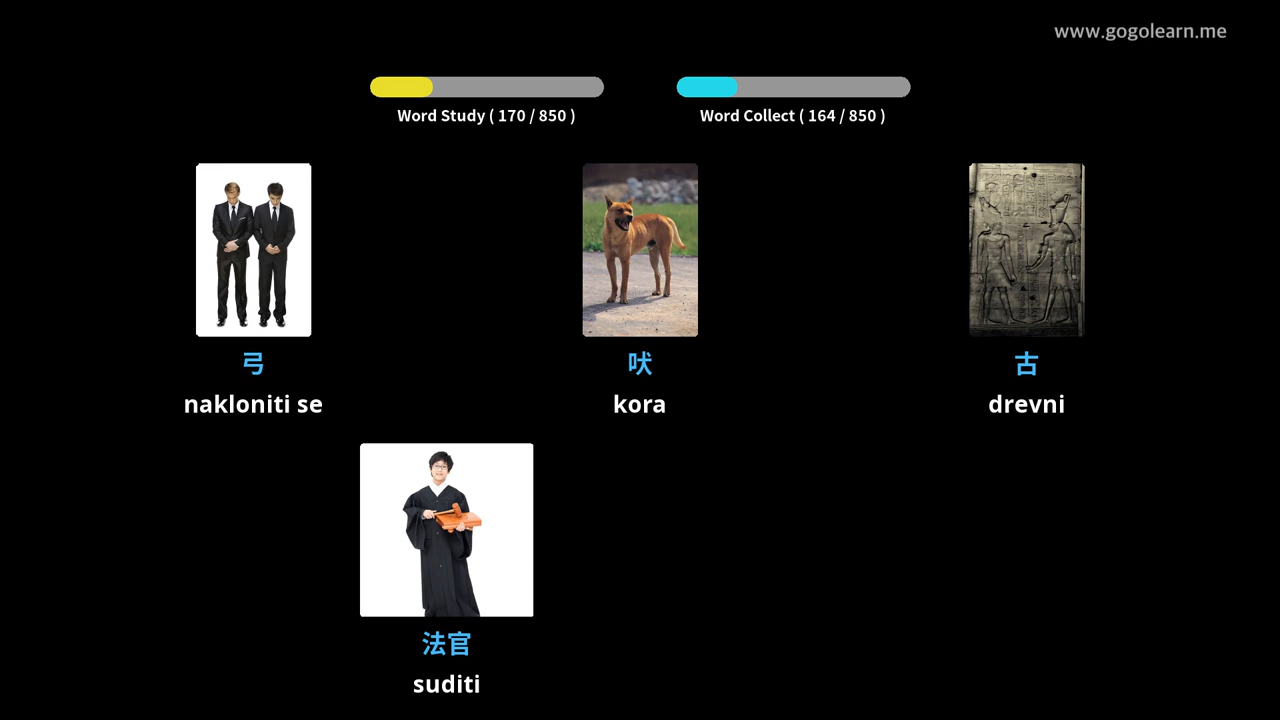 www.gogolearn.me
Word Study ( 170 / 850 )
Word Collect ( 164 / 850 )
弓
nakloniti se
吠
kora
古
drevni
法官
suditi